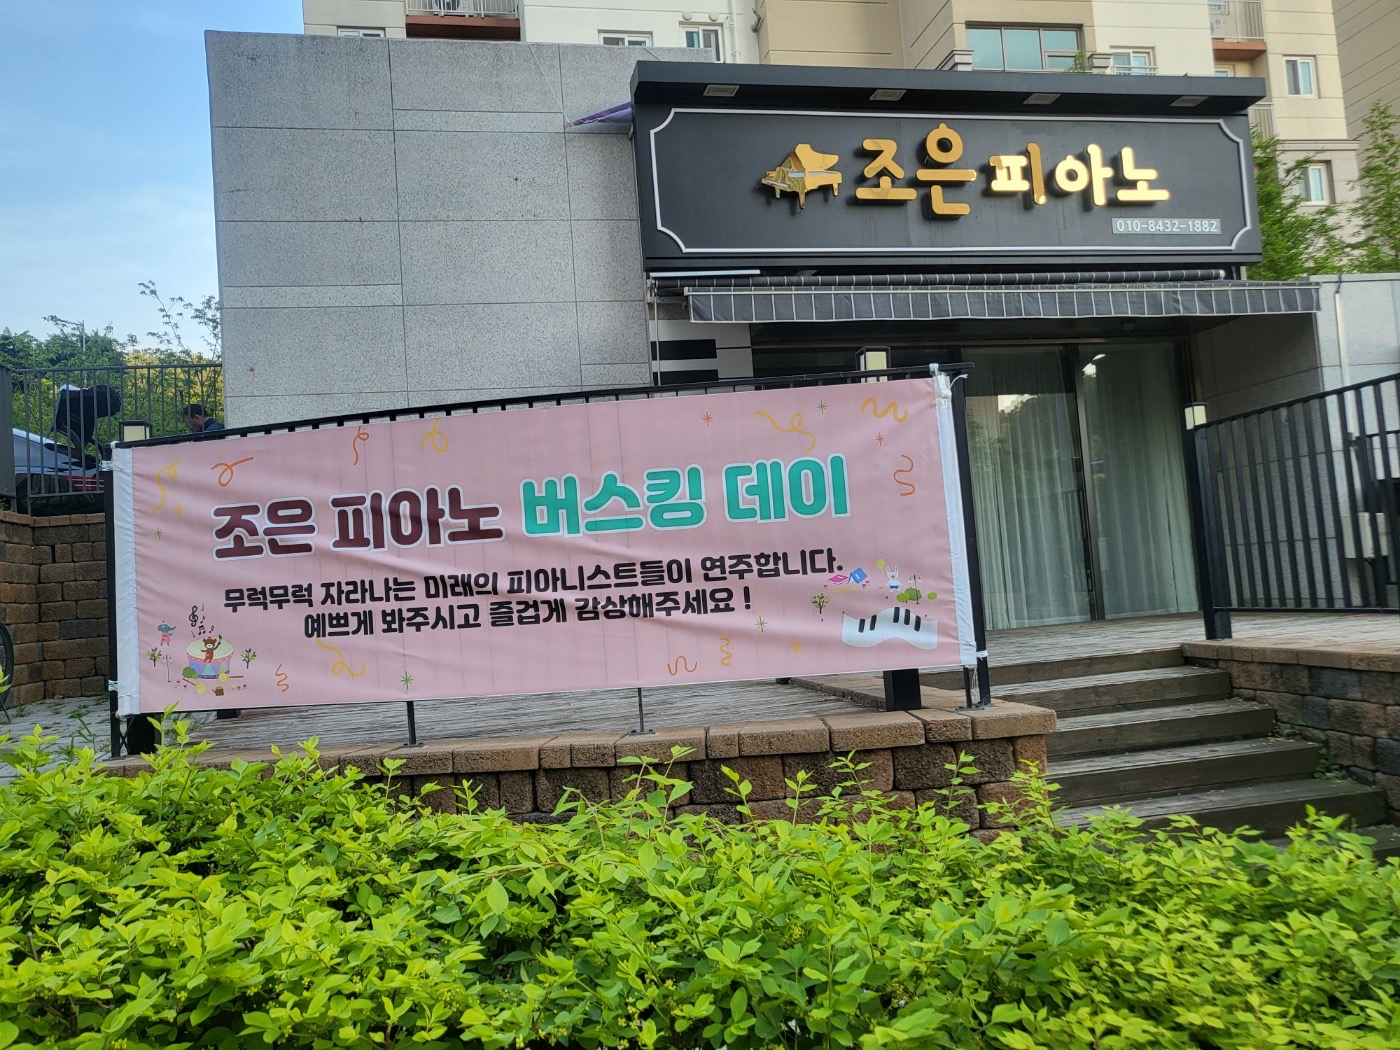 조은피아노
010-8432-1882
조은 피아노 버스킹 데이
무럭무럭 자라나는 미래의 피아니스트들이 연주합니다.
예쁘게 봐주시고 즐겁게 감상해주세요!